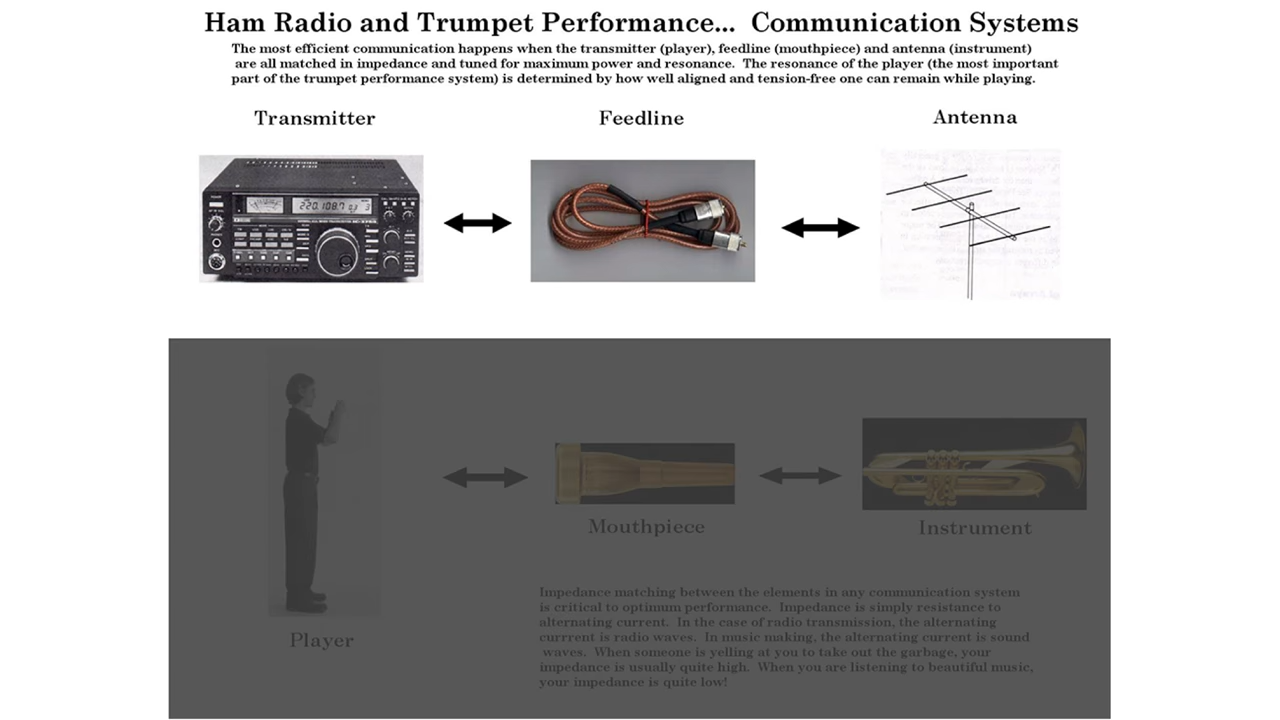 Ham Radio and Trumpet Performance...  Communication Systems
The most efficient communication happens when the transmitter (player), feedline (mouthpiece) and antenna (instrument)
are all matched in impedance and tuned for maximum power and resonance.  The resonance of the player (the most important
part of the trumpet performance system) is determined by how well aligned and tension-free one can remain while playing.
Transmitter
Feedline
Antenna
220.108.7
Mouthpiece
Instrument
Player
Impedance matching between the elements in any communication system
is critical to optimum performance.  Impedance is simply resistance to
alternating current.  In the case of radio transmission, the alternating
currrent is radio waves.  In music making, the alternating current is sound
waves.  When someone is yelling at you to take out the garbage, your
impedance is usually quite high.  When you are listening to beautiful music,
your impedance is quite low!